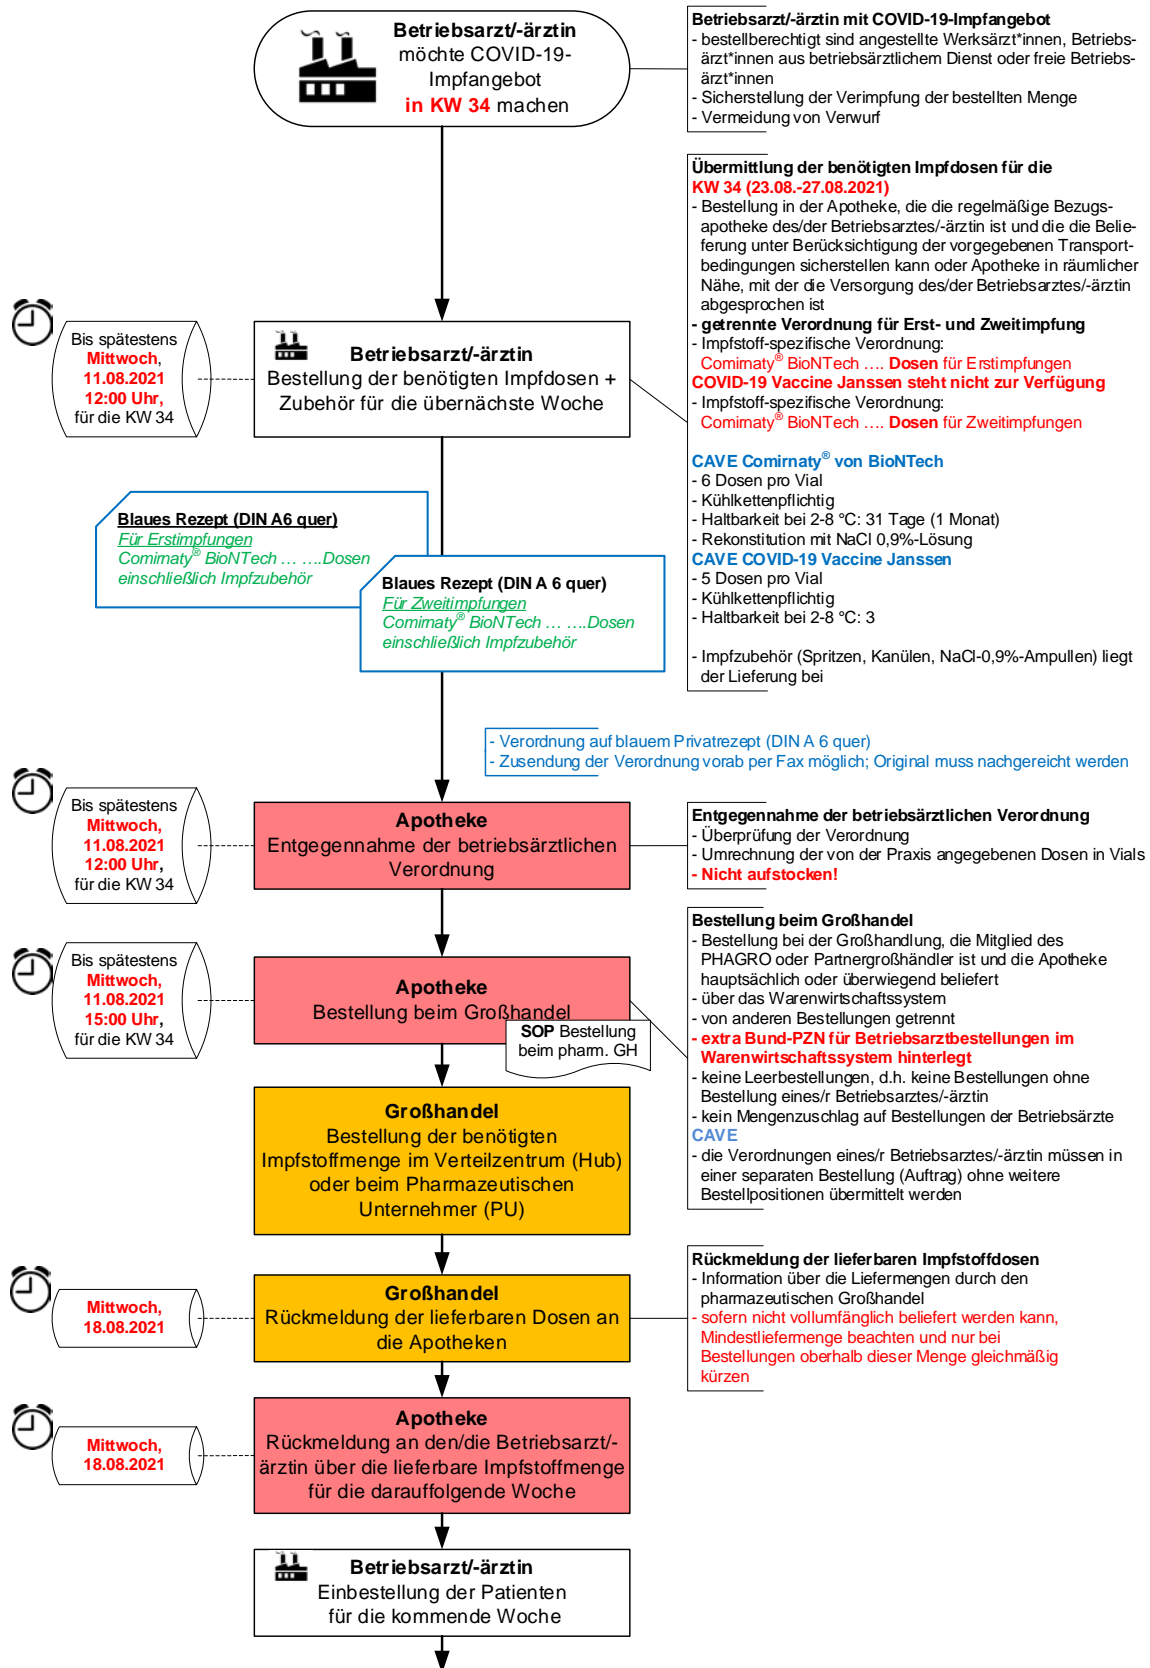 Betriebsarzt/-ärztin
möchte COVID-19-
Impfangebot
in KW 34 machen
Betriebsarzt/-ärztin mit COVID-19-Impfangebot
- bestellberechtigt sind angestellte Werksärzt*innen, Betriebs-
ärzt*innen aus betriebsärztlichem Dienst oder freie Betriebs-
ärzt*innen
- Sicherstellung der Verimpfung der bestellten Menge
- Vermeidung von Verwurf
Übermittlung der benötigten Impfdosen für die
KW 34 (23.08.-27.08.2021)
- Bestellung in der Apotheke, die die regelmäßige Bezugs-
apotheke des/der Betriebsarztes/-ärztin ist und die die Belie-
ferung unter Berücksichtigung der vorgegebenen Transport-
bedingungen sicherstellen kann oder Apotheke in räumlicher
Nähe, mit der die Versorgung des/der Betriebsarztes/-ärztin
abgesprochen ist
- getrennte Verordnung für Erst- und Zweitimpfung
- Impfstoff-spezifische Verordnung:
Comirnaty® BioNTech .... Dosen für Erstimpfungen
COVID-19 Vaccine Janssen steht nicht zur Verfügung
- Impfstoff-spezifische Verordnung:
Comirnaty® BioNTech .... Dosen für Zweitimpfungen
CAVE Comirnaty® von BioNTech
- 6 Dosen pro Vial
- Kühlkettenpflichtig
- Haltbarkeit bei 2-8 °C: 31 Tage (1 Monat)
- Rekonstitution mit NaCl 0,9%-Lösung
CAVE COVID-19 Vaccine Janssen
- 5 Dosen pro Vial
- Kühlkettenpflichtig
- Haltbarkeit bei 2-8 °C: 3
- Impfzubehör (Spritzen, Kanülen, NaCl-0,9%-Ampullen) liegt
der Lieferung bei
Bis spätestens
Mittwoch,
11.08.2021
12:00 Uhr,
für die KW 34
Betriebsarzt/-ärztin
Bestellung der benötigten Impfdosen +
Zubehör für die übernächste Woche
Blaues Rezept (DIN A6 quer)
Für Erstimpfungen
Comirnaty® BioNTech … ….Dosen
einschließlich Impfzubehör
Blaues Rezept (DIN A 6 quer)
Für Zweitimpfungen
Comirnaty® BioNTech … ….Dosen
einschließlich Impfzubehör
- Verordnung auf blauem Privatrezept (DIN A 6 quer)
- Zusendung der Verordnung vorab per Fax möglich; Original muss nachgereicht werden
Bis spätestens
Mittwoch,
11.08.2021
12:00 Uhr,
für die KW 34
Apotheke
Entgegennahme der betriebsärztlichen
Verordnung
Entgegennahme der betriebsärztlichen Verordnung
- Überprüfung der Verordnung
- Umrechnung der von der Praxis angegebenen Dosen in Vials
- Nicht aufstocken!
Bis spätestens
Mittwoch,
11.08.2021
15:00 Uhr,
für die KW 34
Apotheke
Bestellung beim Großhandel
SOP Bestellung
beim pharm. GH
Bestellung beim Großhandel
- Bestellung bei der Großhandlung, die Mitglied des
PHAGRO oder Partnergroßhändler ist und die Apotheke
hauptsächlich oder überwiegend beliefert
- über das Warenwirtschaftssystem
- von anderen Bestellungen getrennt
- extra Bund-PZN für Betriebsarztbestellungen im
Warenwirtschaftssystem hinterlegt
- keine Leerbestellungen, d.h. keine Bestellungen ohne
Bestellung eines/r Betriebsarztes/-ärztin
- kein Mengenzuschlag auf Bestellungen der Betriebsärzte
CAVE
- die Verordnungen eines/r Betriebsarztes/-ärztin müssen in
einer separaten Bestellung (Auftrag) ohne weitere
Bestellpositionen übermittelt werden
Großhandel
Bestellung der benötigten
Impfstoffmenge im Verteilzentrum (Hub)
oder beim Pharmazeutischen
Unternehmer (PU)
Mittwoch,
18.08.2021
Großhandel
Rückmeldung der lieferbaren Dosen an
die Apotheken
Rückmeldung der lieferbaren Impfstoffdosen
- Information über die Liefermengen durch den
pharmazeutischen Großhandel
- sofern nicht vollumfänglich beliefert werden kann,
Mindestliefermenge beachten und nur bei
Bestellungen oberhalb dieser Menge gleichmäßig
kürzen
Mittwoch,
18.08.2021
Apotheke
Rückmeldung an den/die Betriebsarzt/-
ärztin über die lieferbare Impfstoffmenge
für die darauffolgende Woche
Betriebsarzt/-ärztin
Einbestellung der Patienten
für die kommende Woche